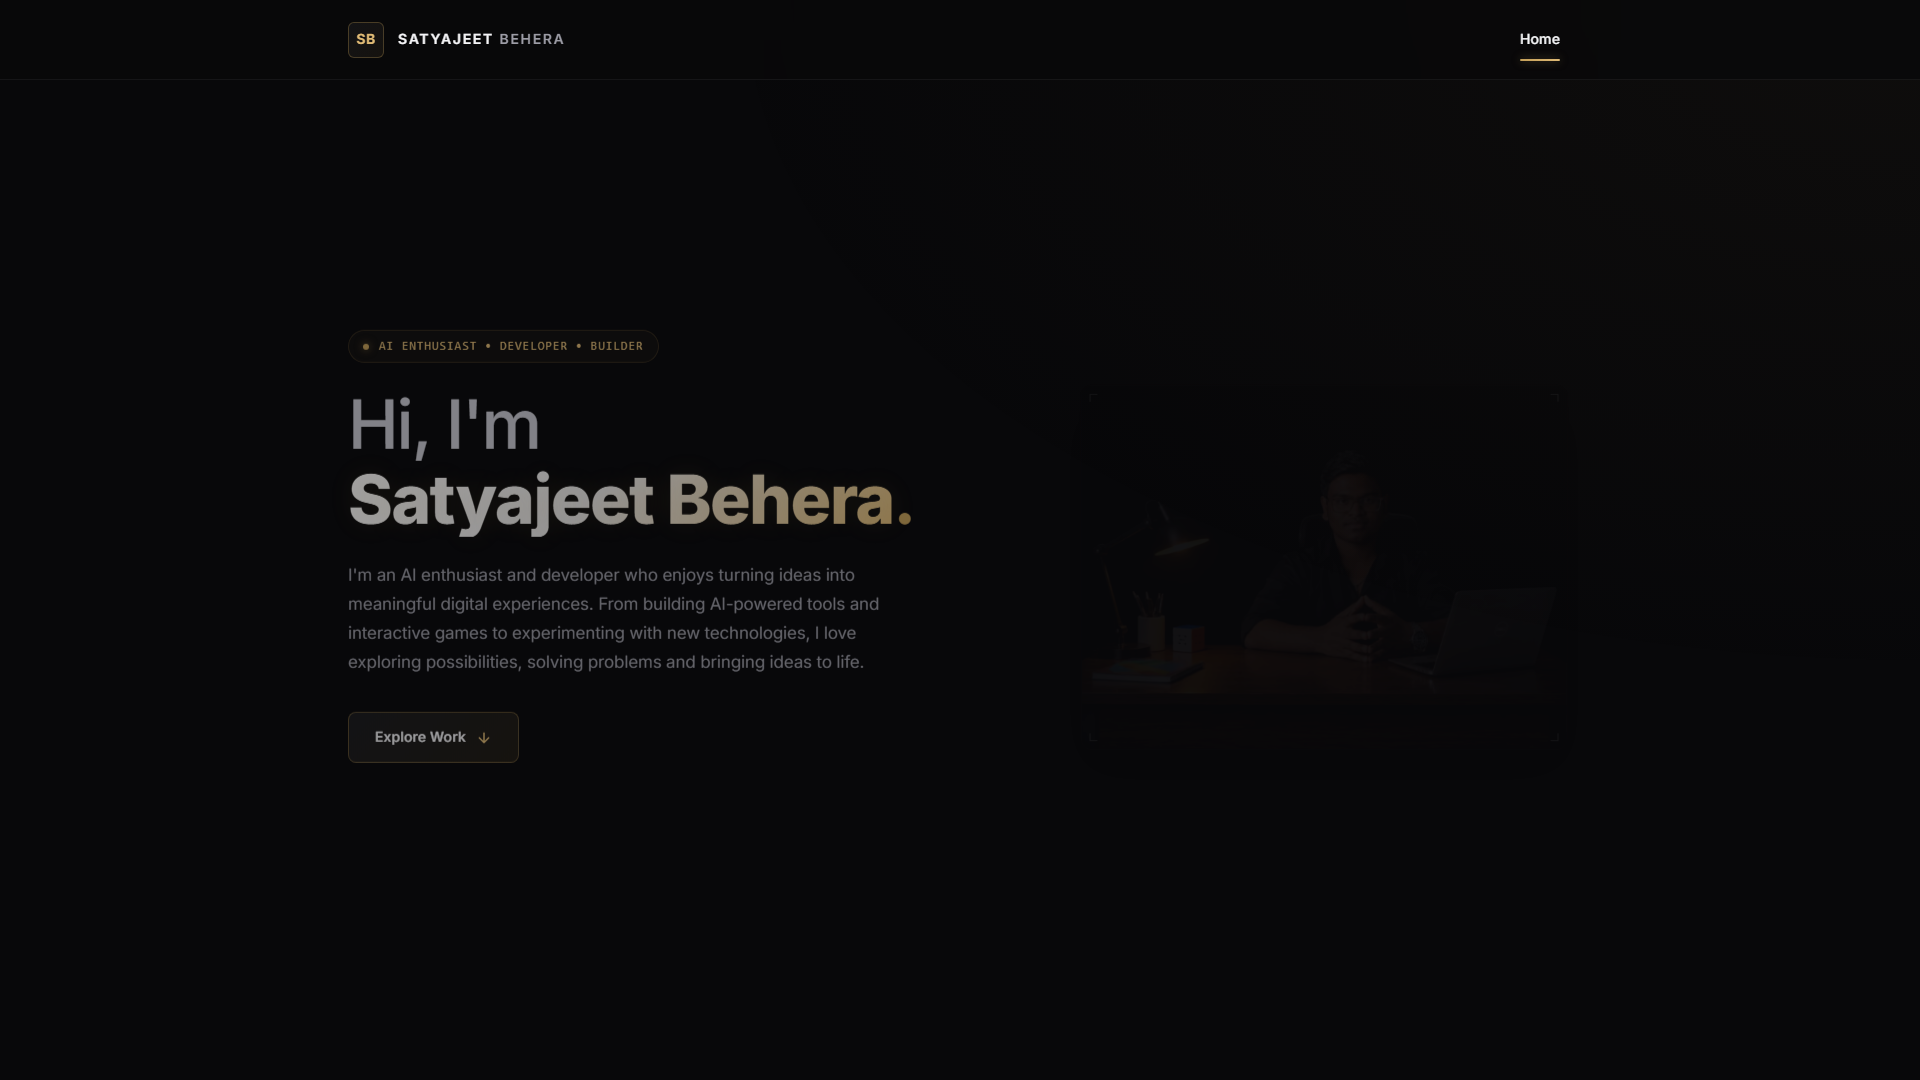 SB SATYAJEET BEHERA
Home
AI ENTHUSIAST • DEVELOPER • BUILDER
Hi, I'm
Satyajeet Behera.
I'm an AI enthusiast and developer who enjoys turning ideas into
meaningful digital experiences. From building AI-powered tools and
interactive games to experimenting with new technologies, I love
exploring possibilities, solving problems and bringing ideas to life.
Explore Work ↓